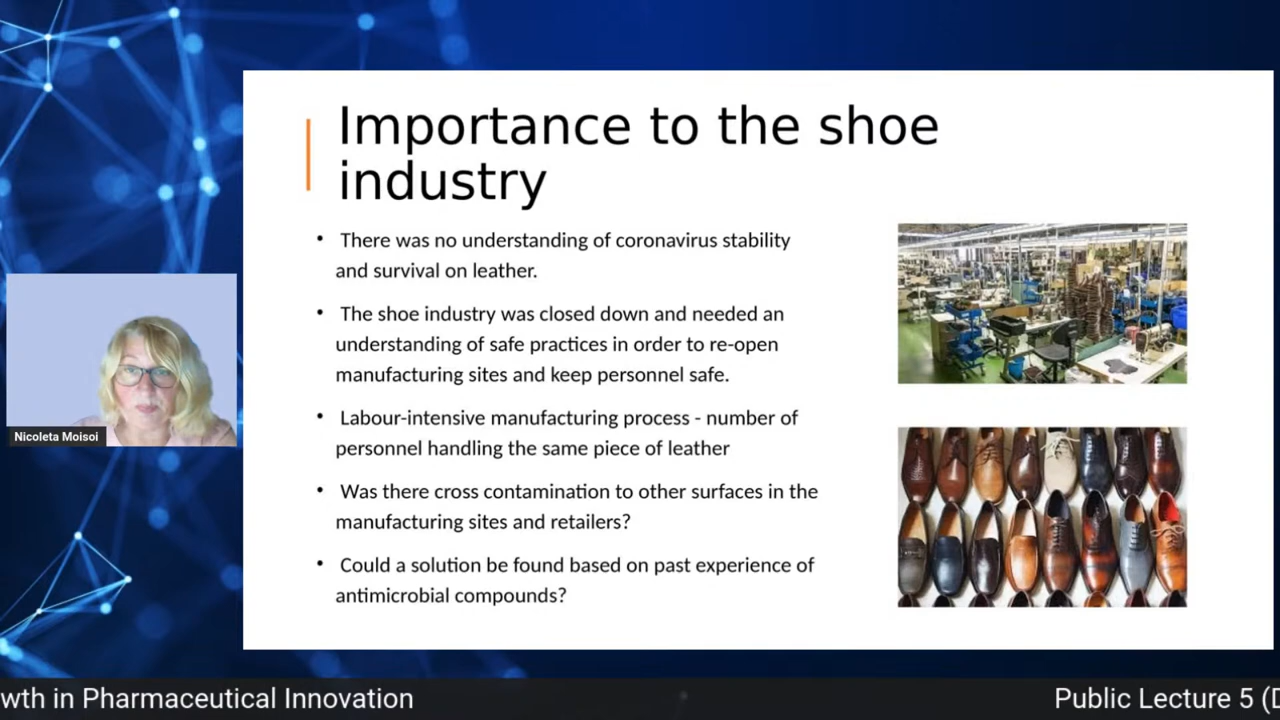 Importance to the shoe
industry
• There was no understanding of coronavirus stability
and survival on leather.
• The shoe industry was closed down and needed an
understanding of safe practices in order to re-open
manufacturing sites and keep personnel safe.
• Labour-intensive manufacturing process - number of
personnel handling the same piece of leather
• Was there cross contamination to other surfaces in the
manufacturing sites and retailers?
• Could a solution be found based on past experience of
antimicrobial compounds?
Nicoleta Moisoi
wth in Pharmaceutical Innovation
Public Lecture 5 (D